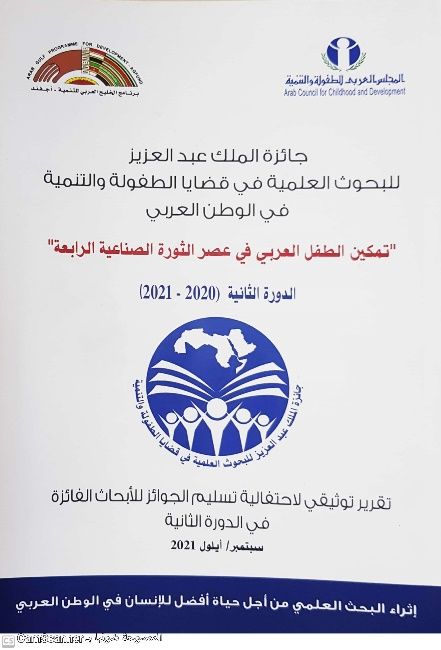 ARAB GULF PROGRAMME FOR DEVELOPMENT - AGFUND
برنامج الخليج العربي للتنمية - أجفند
المجلس العربي للطفولة والتنمية
Arab Council for Childhood and Development
جائزة الملك عبد العزيز
للبحوث العلمية في قضايا الطفولة والتنمية
في الوطن العربي
"تمكين الطفل العربي في عصر الثورة الصناعية الرابعة"
الدورة الثانية (2020 - 2021)
جائزة الملك عبد العزيز للبحوث العلمية في قضايا الطفولة والتنمية
تقرير توثيقي لاحتفالية تسليم الجوائز للأبحاث الفائزة
في الدورة الثانية
سبتمبر/ أيلول 2021
إثراء البحث العلمي من أجل حياة أفضل للإنسان في الوطن العربي
CS